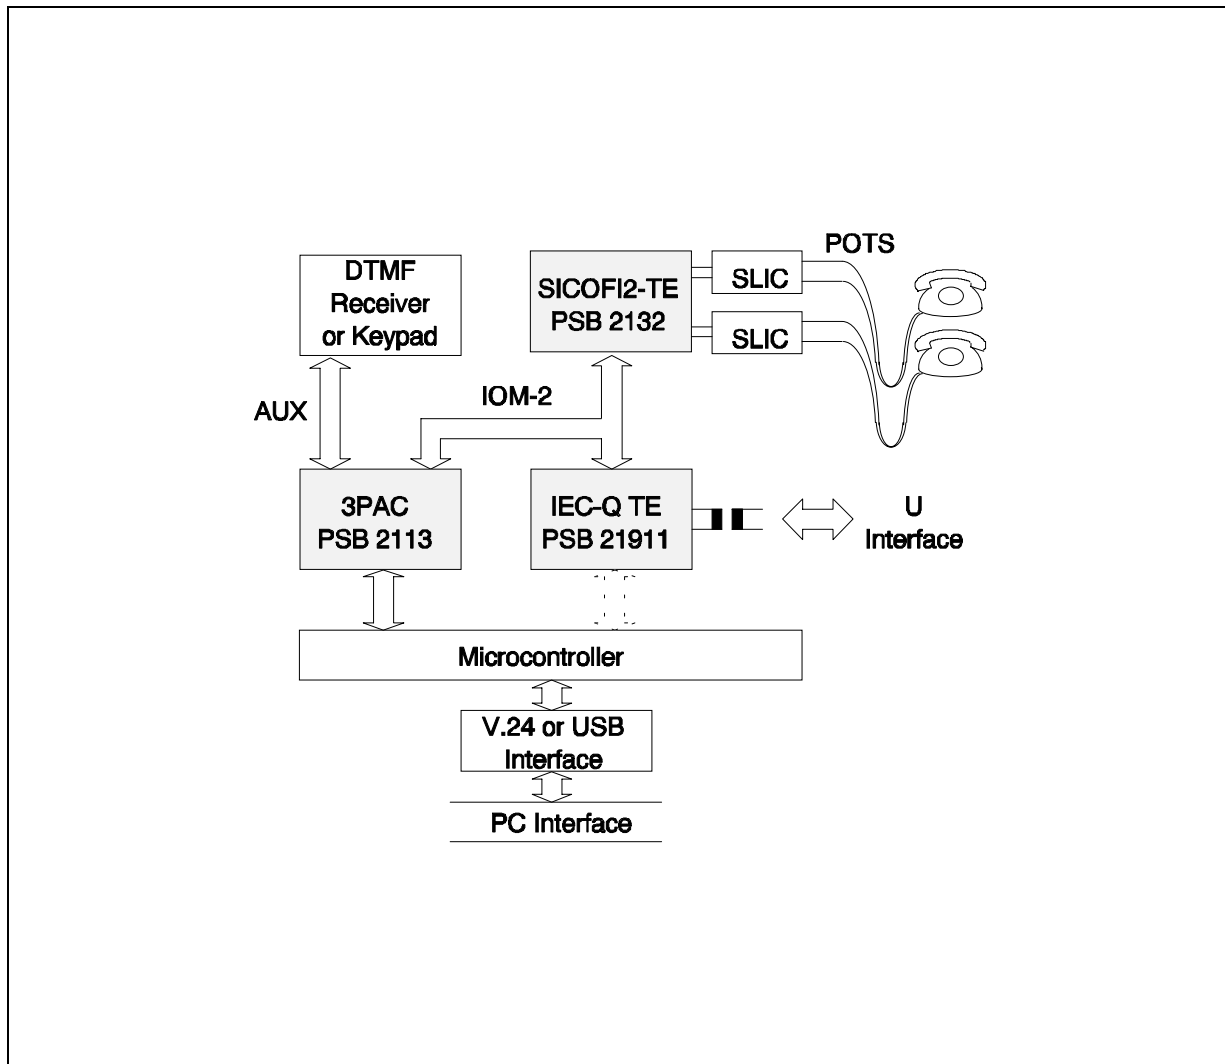 POTS
DTMF
Receiver
or Keypad
SICOFI2-TE
PSB 2132
SLIC
SLIC
AUX
IOM-2
3PAC
PSB 2113
IEC-Q TE
PSB 21911
U
Interface
Microcontroller
V.24 or USB
Interface
PC Interface